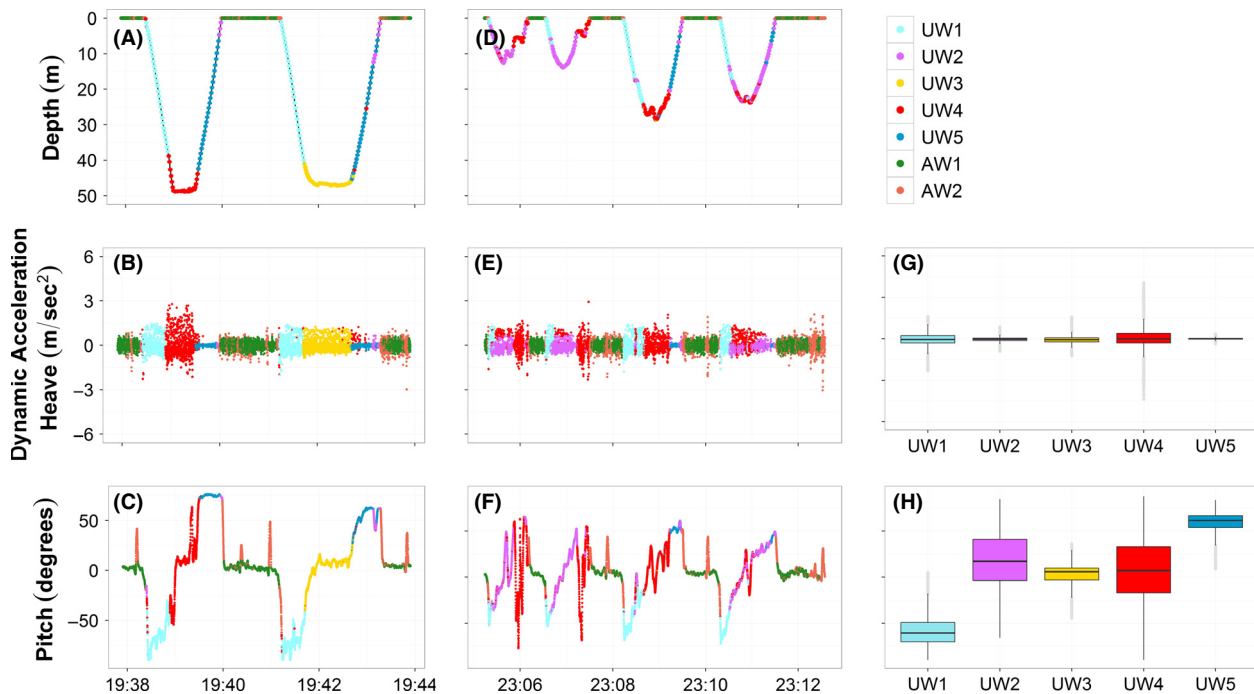 (A)
0
10
20
30
40
50
Depth (m)
(D)
UW1
UW2
UW3
UW4
UW5
AW1
AW2
(B)
6
3
0
−3
−6
Dynamic Acceleration
Heave (m/sec²)
(E)
(G)
UW1 UW2 UW3 UW4 UW5
(C)
50
0
−50
Pitch (degrees)
19:38 19:40 19:42 19:44
(F)
23:06 23:08 23:10 23:12
(H)
UW1 UW2 UW3 UW4 UW5